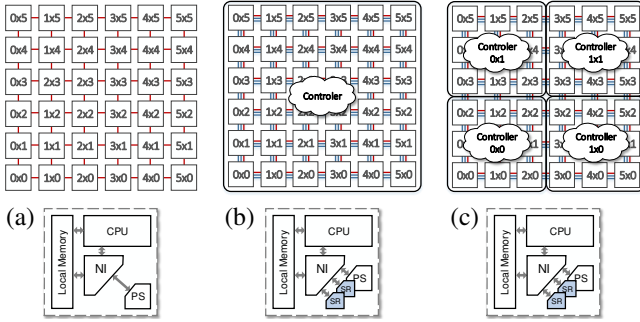 0x5 1x5 2x5 3x5 4x5 5x5
0x4 1x4 2x4 3x4 4x4 5x4
0x3 1x3 2x3 3x3 4x3 5x3
0x2 1x2 2x2 3x2 4x2 5x2
0x1 1x1 2x1 3x1 4x1 5x1
0x0 1x0 2x0 3x0 4x0 5x0
(a)
Local Memory
CPU
NI
PS
0x5 1x5 2x5 3x5 4x5 5x5
0x4 1x4 2x4 3x4 4x4 5x4
0x3 1x3 4x3 5x3
Controler
0x2 1x2 2x2 3x2 4x2 5x2
0x1 1x1 2x1 3x1 4x1 5x1
0x0 1x0 2x0 3x0 4x0 5x0
(b)
Local Memory
CPU
NI
PS
SR
SR
0x5 1x5 2x5 3x5 4x5 5x5
Controler
0x1
Controler
1x1
0x3 1x3 2x3 3x3 4x3 5x3
0x2 1x2 2x2 3x2 4x2 5x2
Controller
0x0
Controller
1x0
0x0 1x0 2x0 3x0 4x0 5x0
(c)
Local Memory
CPU
NI
PS
SR
SR